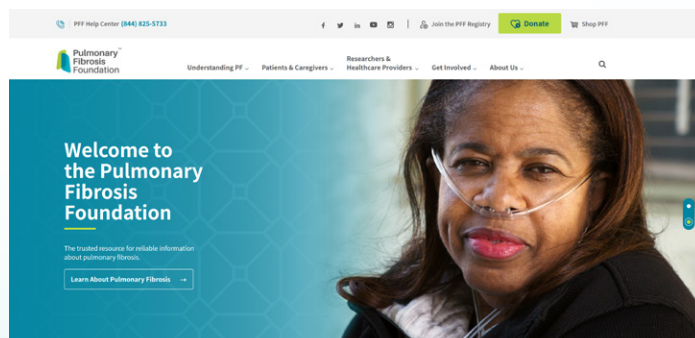 PFF Help Center (844) 825-5733
Join the PFF Registry
Donate
Shop PFF
Pulmonary
Fibrosis
Foundation
Understanding PF
Patients & Caregivers
Researchers &
Healthcare Providers
Get Involved
About Us
Welcome to
the Pulmonary
Fibrosis
Foundation
The trusted resource for reliable information
about pulmonary fibrosis.
Learn About Pulmonary Fibrosis →